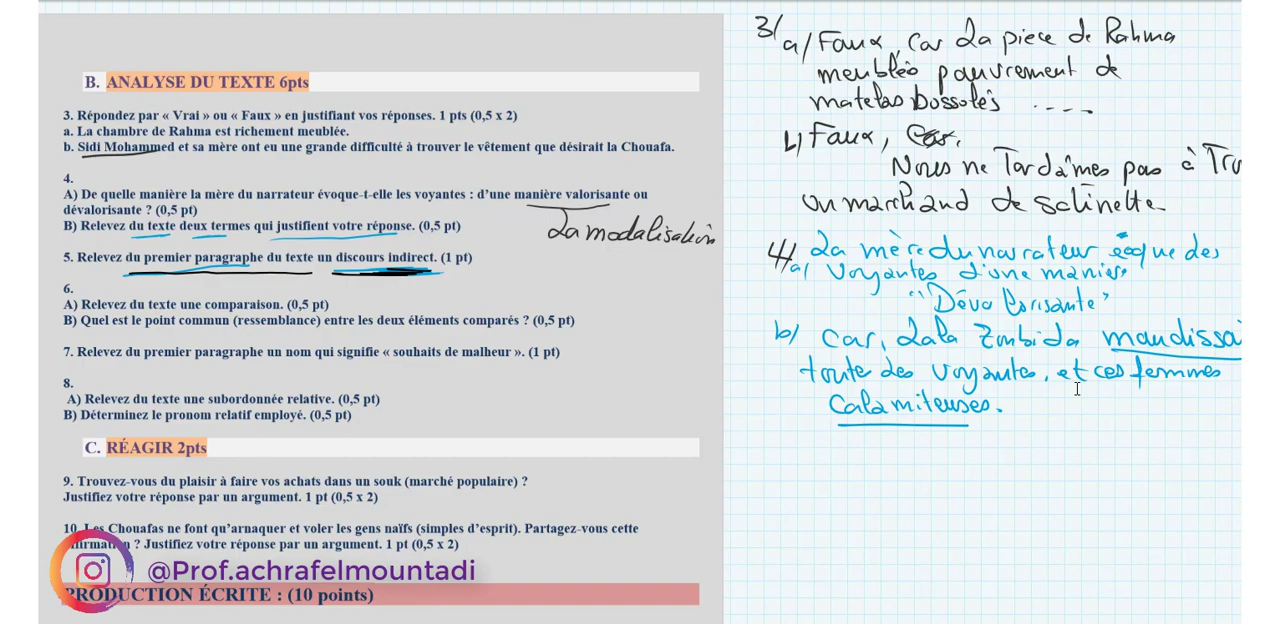 B. ANALYSE DU TEXTE 6pts
3. Répondez par « Vrai » ou « Faux » en justifiant vos réponses. 1 pts (0,5 x 2)
a. La chambre de Rahma est richement meublée.
b. Sidi Mohammed et sa mère ont eu une grande difficulté à trouver le vêtement que désirait la Chouafa.
4.
A) De quelle manière la mère du narrateur évoque-t-elle les voyantes : d'une manière valorisante ou
dévalorisante ? (0,5 pt)
B) Relevez du texte deux termes qui justifient votre réponse. (0,5 pt)
La modalisation
5. Relevez du premier paragraphe du texte un discours indirect. (1 pt)
6.
A) Relevez du texte une comparaison. (0,5 pt)
B) Quel est le point commun (ressemblance) entre les deux éléments comparés ? (0,5 pt)
7. Relevez du premier paragraphe un nom qui signifie « souhaits de malheur ». (1 pt)
8.
A) Relevez du texte une subordonnée relative. (0,5 pt)
B) Déterminez le pronom relatif employé. (0,5 pt)
C. RÉAGIR 2pts
9. Trouvez-vous du plaisir à faire vos achats dans un souk (marché populaire) ?
Justifiez votre réponse par un argument. 1 pt (0,5 x 2)
10. Les Chouafas ne font qu'arnaquer et voler les gens naïfs (simples d'esprit). Partagez-vous cette
? Justifiez votre réponse par un argument. 1 pt (0,5 x 2)
@Prof.achrafelmountadi
PRODUCTION ÉCRITE : (10 points)
3/ a/ Faux, Car La piece de Rahma
meublés pauvrement de
matelas bossolés ....
b) Faux, Car.
Nous ne Tardâmes pas à Tro
Un marchand de satinette
4/ La mère du narrateur des
a/ voyantes d'une manier
"Dévalorisante"
b) Car, Lala Zoubida maudissai
toute des voyantes, et ces femmes
Calamiteuses.